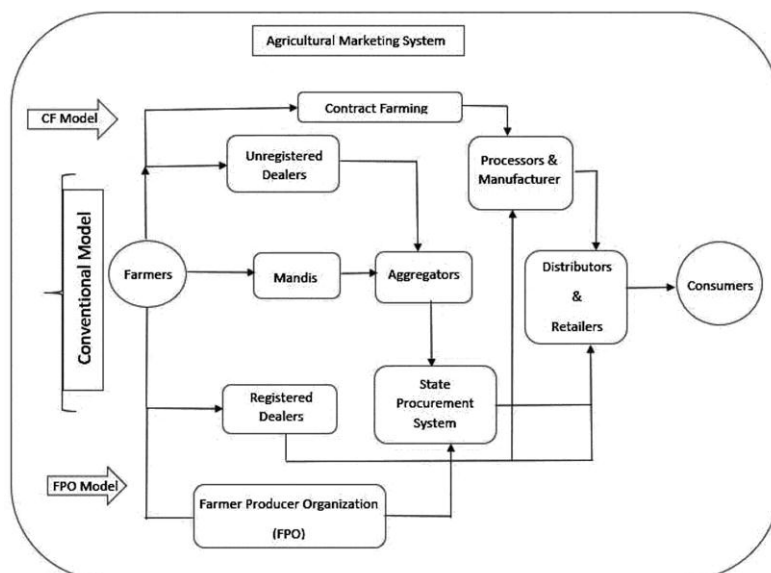 Agricultural Marketing System
CF Model
Contract Farming
Unregistered
Dealers
Processors &
Manufacturer
Conventional Model
Farmers
Mandis
Aggregators
Distributors
&
Retailers
Consumers
Registered
Dealers
State
Procurement
System
FPO Model
Farmer Producer Organization
(FPO)